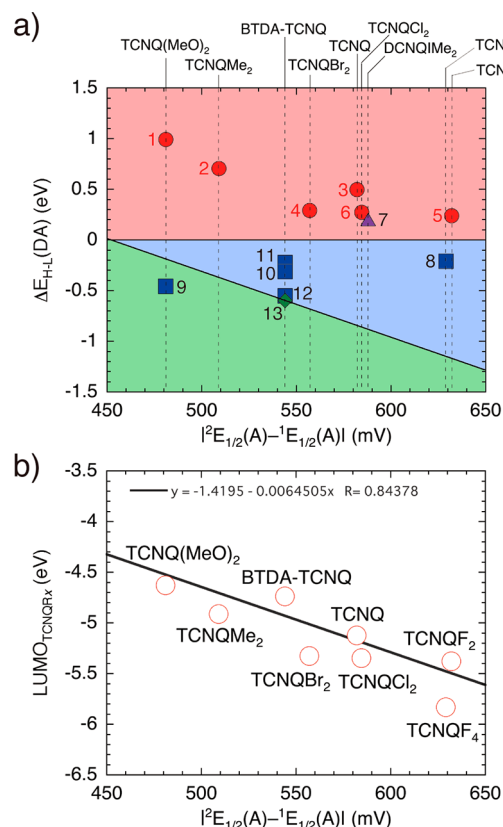 a)
TCNQ(MeO)₂
TCNQMe₂
BTDA-TCNQ
TCNQBr₂
TCNQ
TCNQCl₂
DCNQIMe₂
TCN
TCN
1.5
1
0.5
0
-0.5
-1
-1.5
ΔE_H-L(DA) (eV)
1
2
3
4
6
7
5
11
10
8
9
12
13
450 500 550 600 650
|²E₁/₂(A)–¹E₁/₂(A)| (mV)
b)
-3.5
-4
-4.5
-5
-5.5
-6
-6.5
LUMO_TCNQRx (eV)
y = -1.4195 - 0.0064505x R= 0.84378
TCNQ(MeO)₂
BTDA-TCNQ
TCNQMe₂
TCNQ
TCNQF₂
TCNQBr₂
TCNQCl₂
TCNQF₄
450 500 550 600 650
|²E₁/₂(A)–¹E₁/₂(A)| (mV)